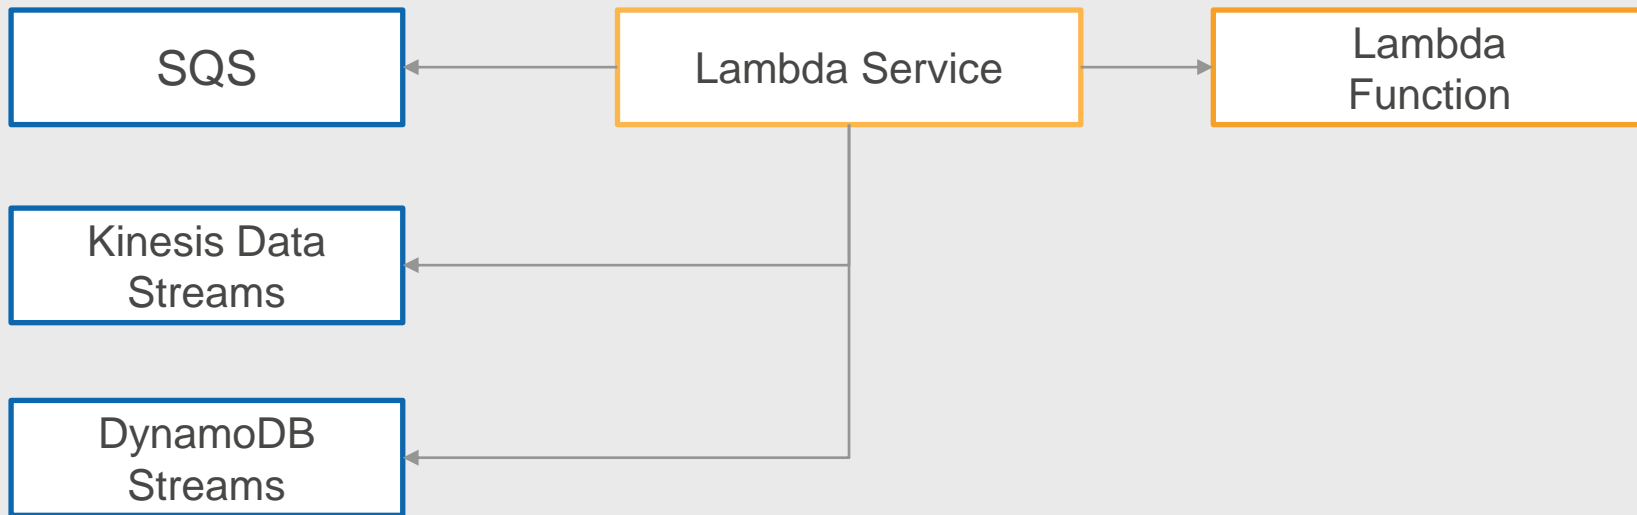 SQS
Lambda Service
Lambda
Function
Kinesis Data
Streams
DynamoDB
Streams